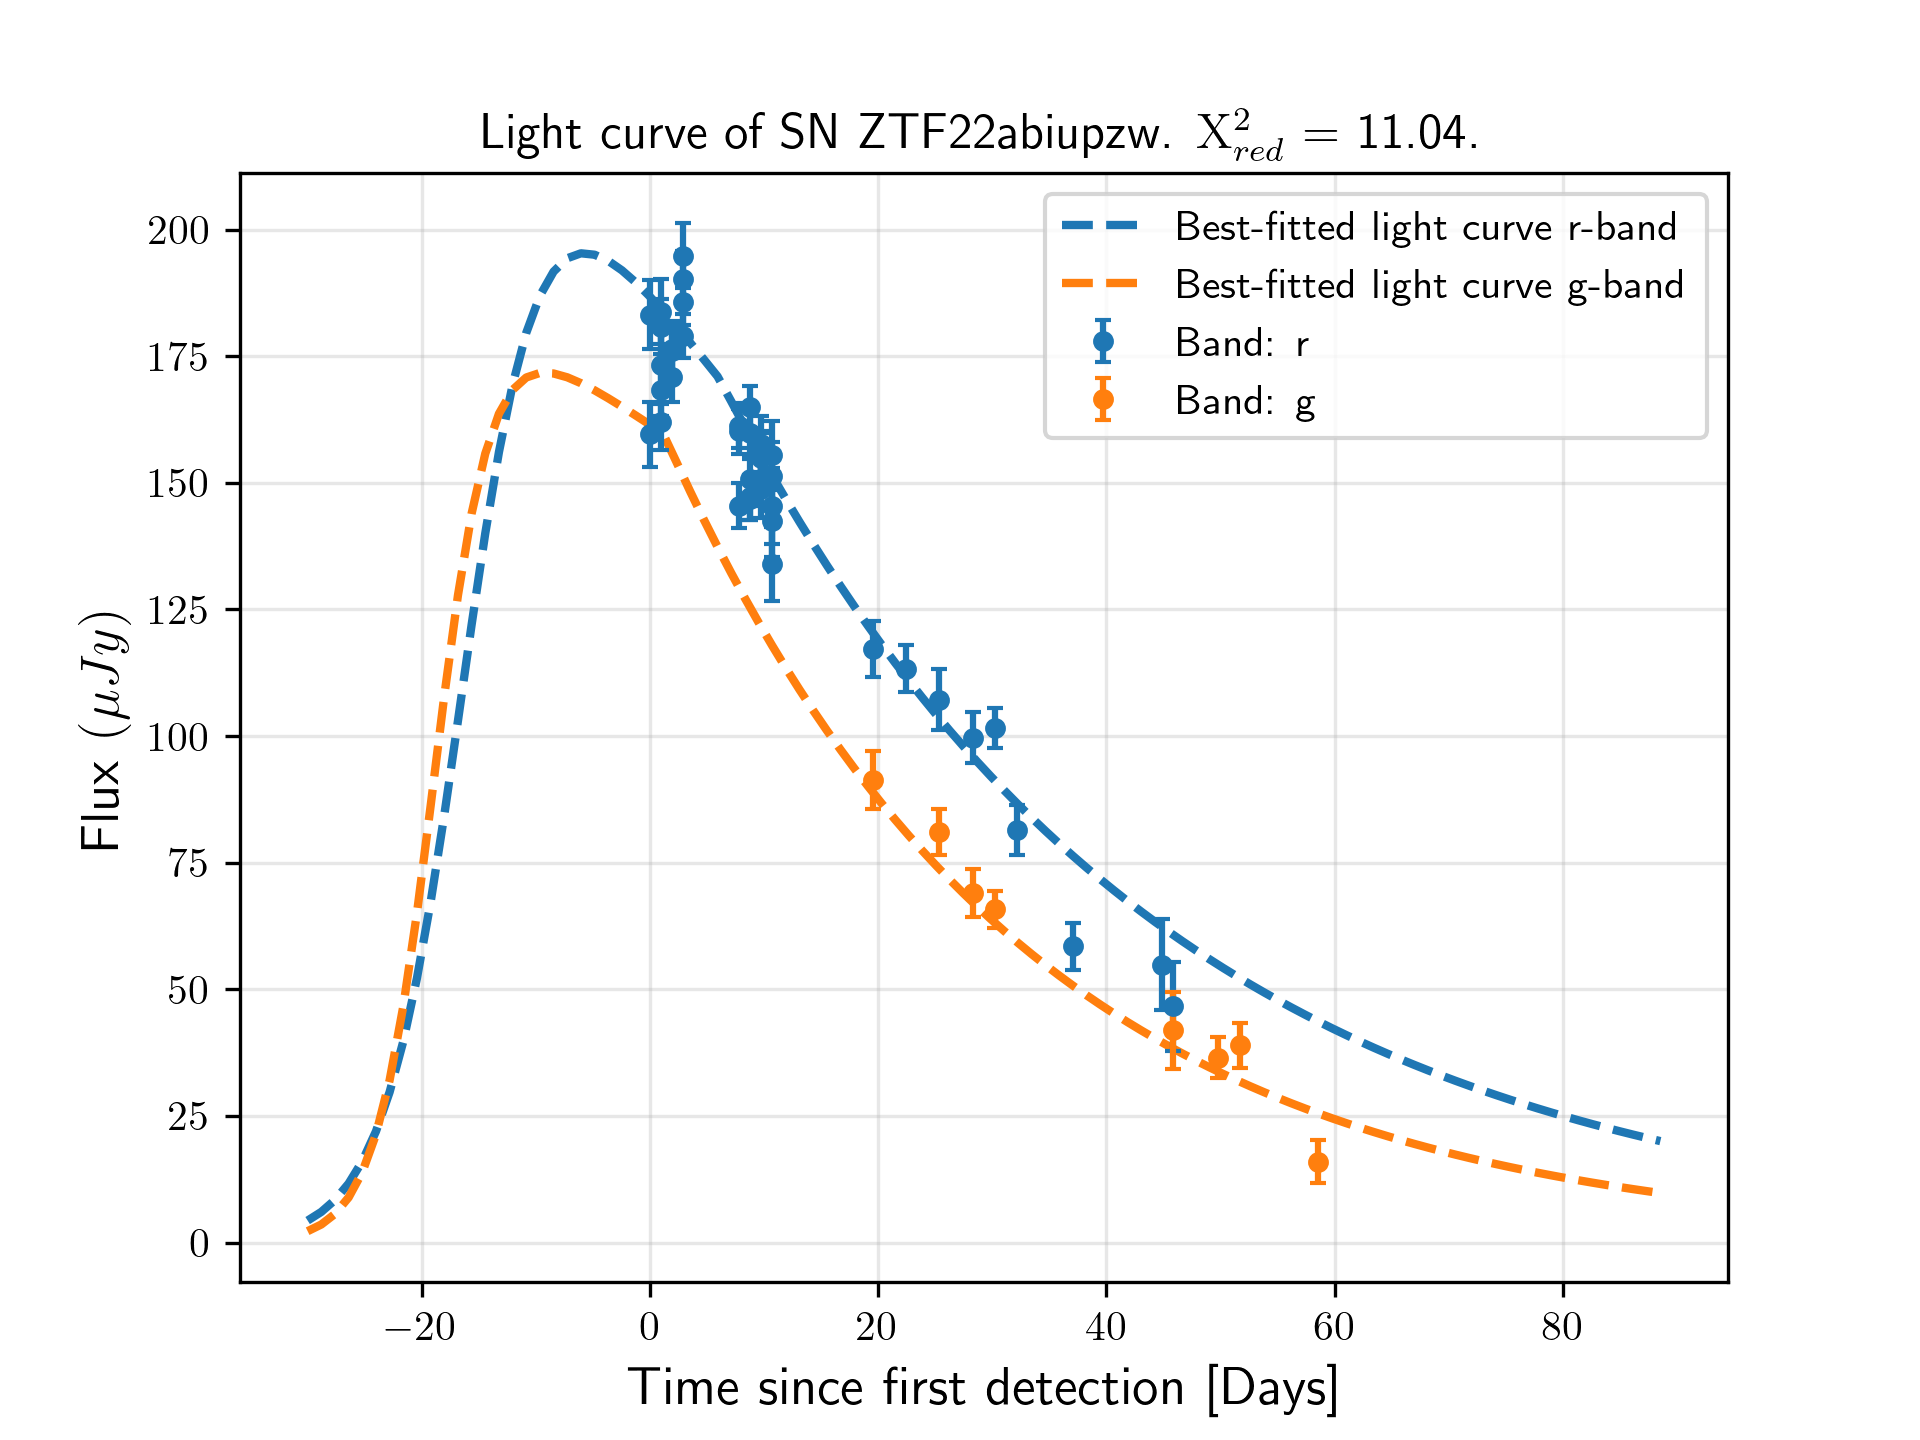 Light curve of SN ZTF22abiupzw. X²_red = 11.04.
Best-fitted light curve r-band
Best-fitted light curve g-band
Band: r
Band: g
Flux (μJy)
200
175
150
125
100
75
50
25
0
−20 0 20 40 60 80
Time since first detection [Days]